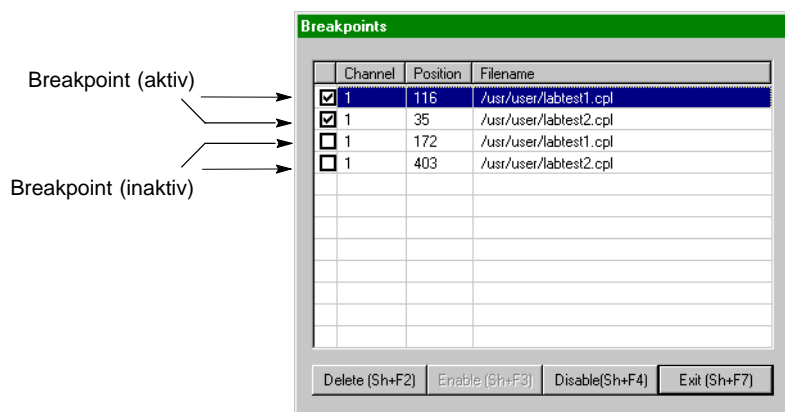 Breakpoints
Channel Position Filename
Breakpoint (aktiv)
1 116 /usr/user/labtest1.cpl
1 35 /usr/user/labtest2.cpl
1 172 /usr/user/labtest1.cpl
1 403 /usr/user/labtest2.cpl
Breakpoint (inaktiv)
Delete (Sh+F2) Enable (Sh+F3) Disable(Sh+F4) Exit (Sh+F7)